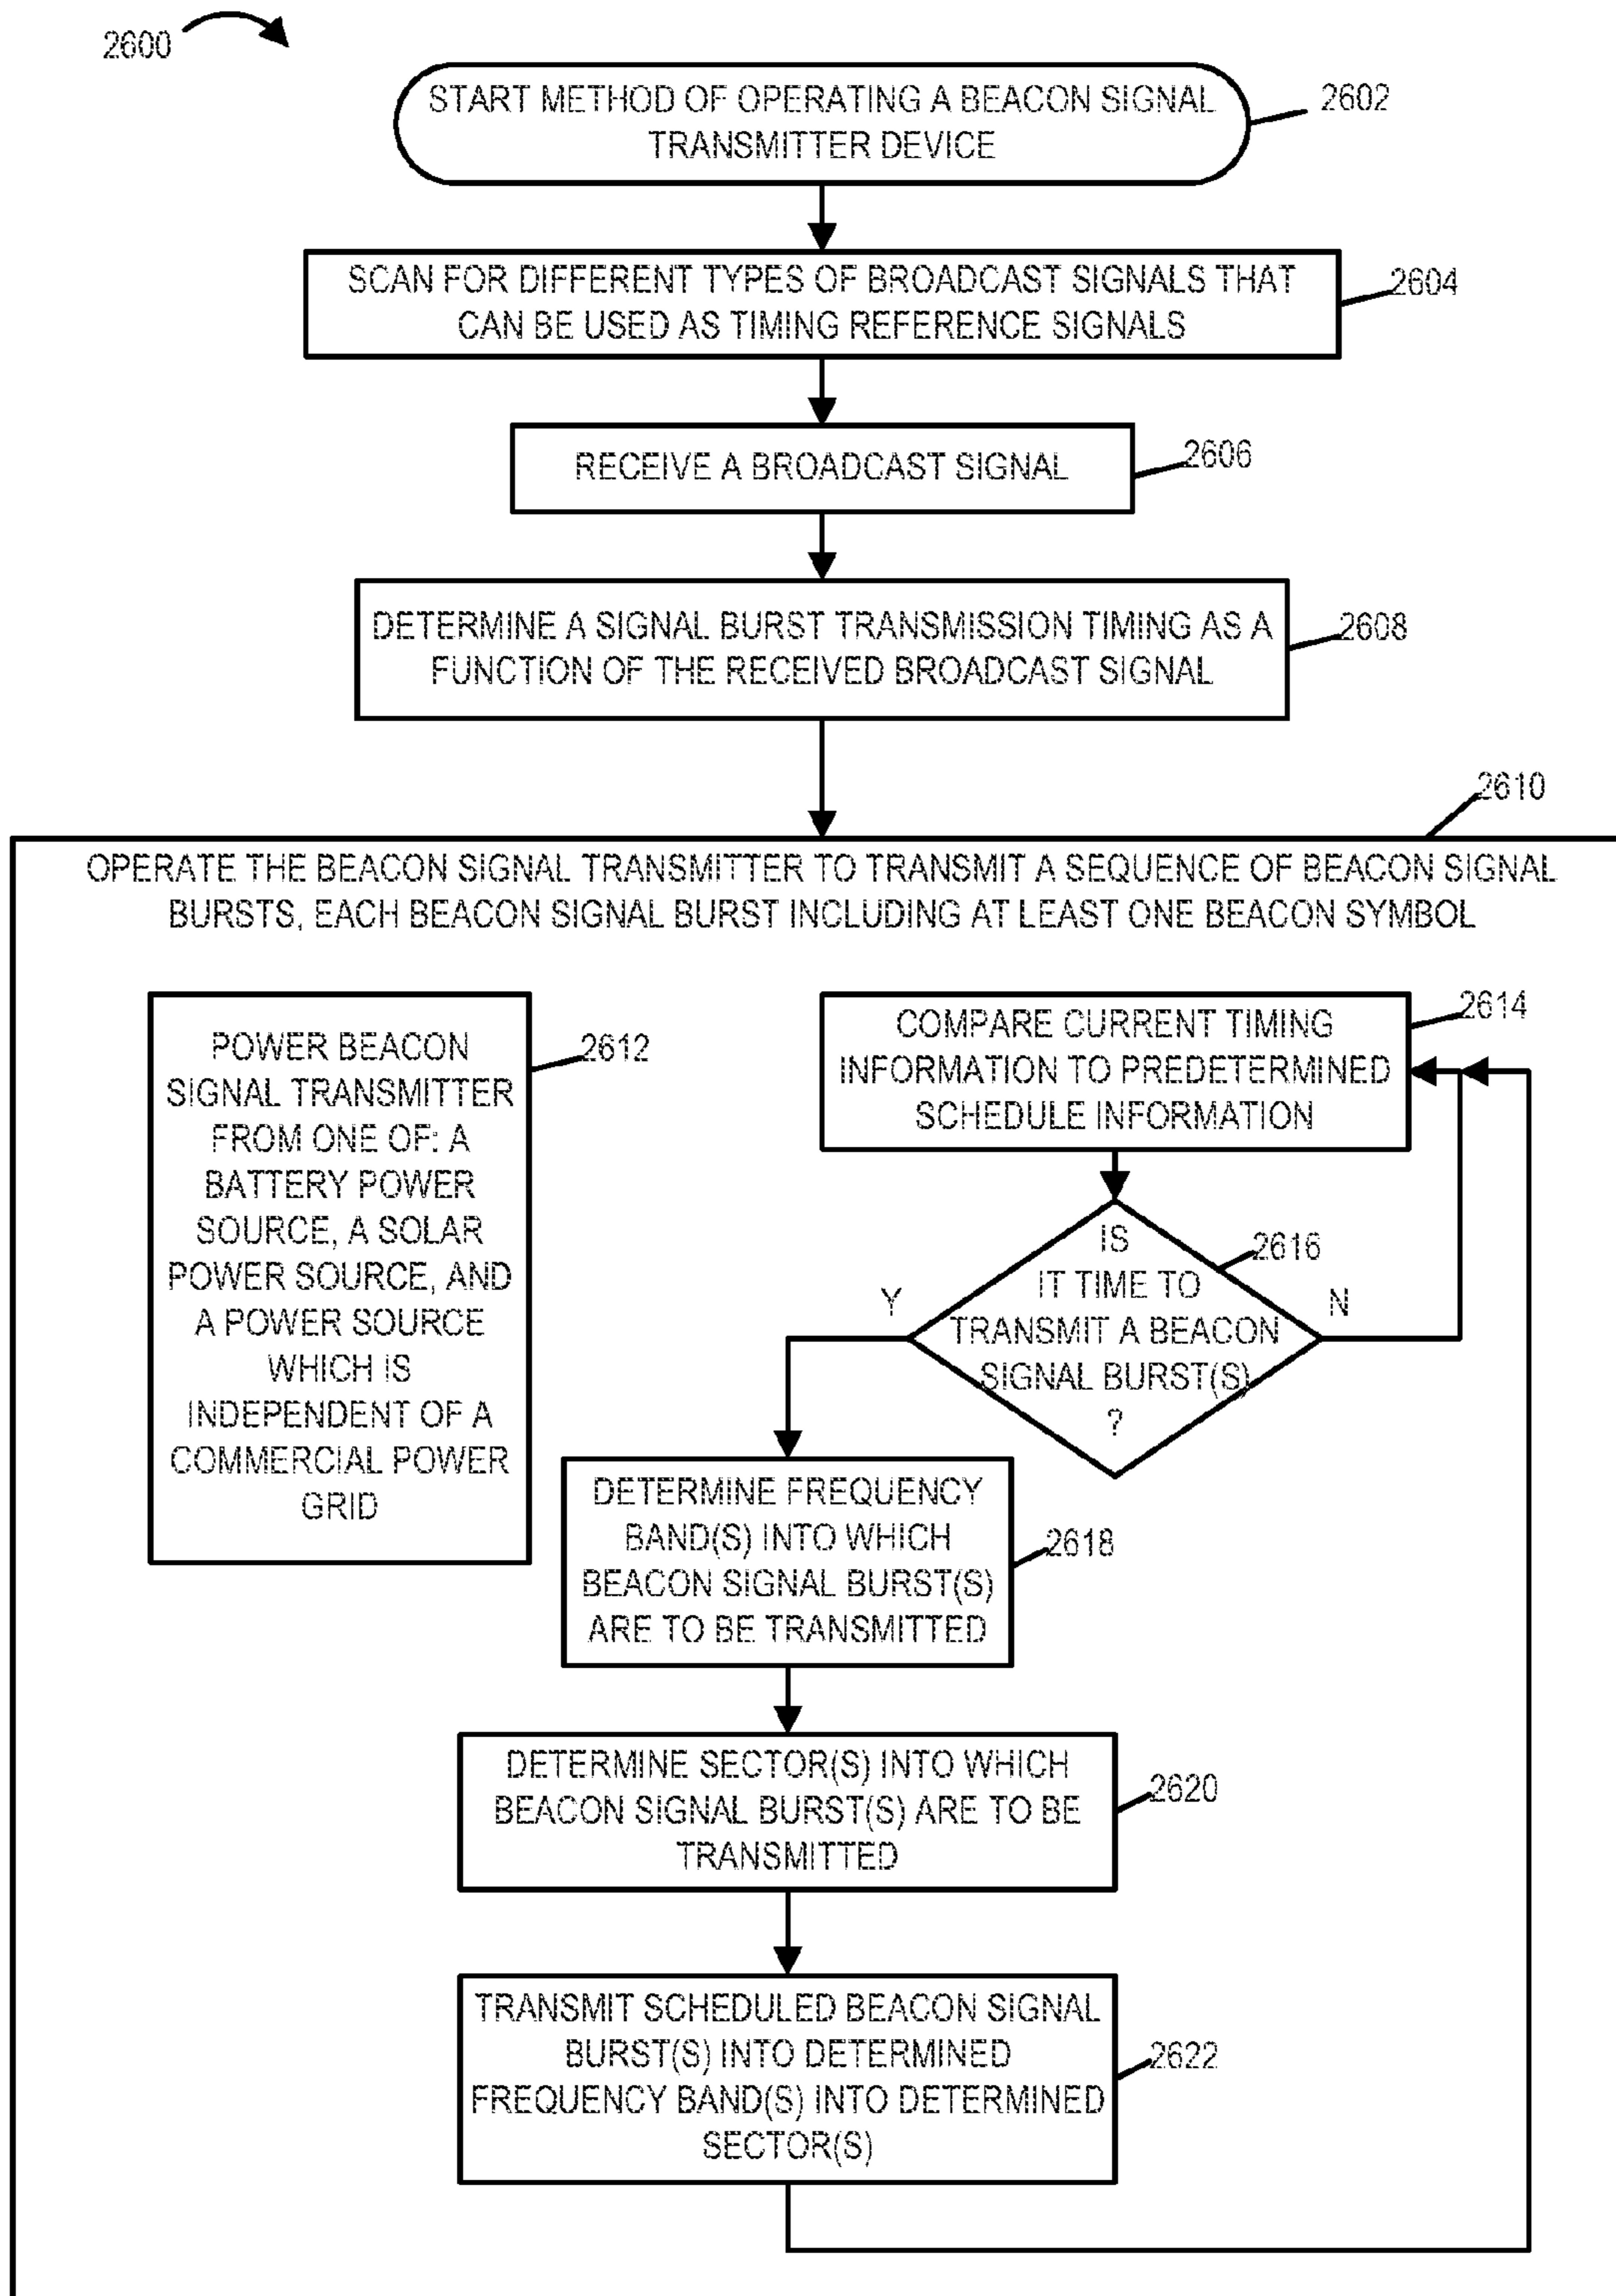 2600
START METHOD OF OPERATING A BEACON SIGNAL
TRANSMITTER DEVICE
2602
SCAN FOR DIFFERENT TYPES OF BROADCAST SIGNALS THAT
CAN BE USED AS TIMING REFERENCE SIGNALS
2604
RECEIVE A BROADCAST SIGNAL
2606
DETERMINE A SIGNAL BURST TRANSMISSION TIMING AS A
FUNCTION OF THE RECEIVED BROADCAST SIGNAL
2608
2610
OPERATE THE BEACON SIGNAL TRANSMITTER TO TRANSMIT A SEQUENCE OF BEACON SIGNAL
BURSTS, EACH BEACON SIGNAL BURST INCLUDING AT LEAST ONE BEACON SYMBOL
POWER BEACON
SIGNAL TRANSMITTER
FROM ONE OF: A
BATTERY POWER
SOURCE, A SOLAR
POWER SOURCE, AND
A POWER SOURCE
WHICH IS
INDEPENDENT OF A
COMMERCIAL POWER
GRID
2612
COMPARE CURRENT TIMING
INFORMATION TO PREDETERMINED
SCHEDULE INFORMATION
2614
IS
IT TIME TO
TRANSMIT A BEACON
SIGNAL BURST(S)
?
2616
Y
N
DETERMINE FREQUENCY
BAND(S) INTO WHICH
BEACON SIGNAL BURST(S)
ARE TO BE TRANSMITTED
2618
DETERMINE SECTOR(S) INTO WHICH
BEACON SIGNAL BURST(S) ARE TO BE
TRANSMITTED
2620
TRANSMIT SCHEDULED BEACON SIGNAL
BURST(S) INTO DETERMINED
FREQUENCY BAND(S) INTO DETERMINED
SECTOR(S)
2622